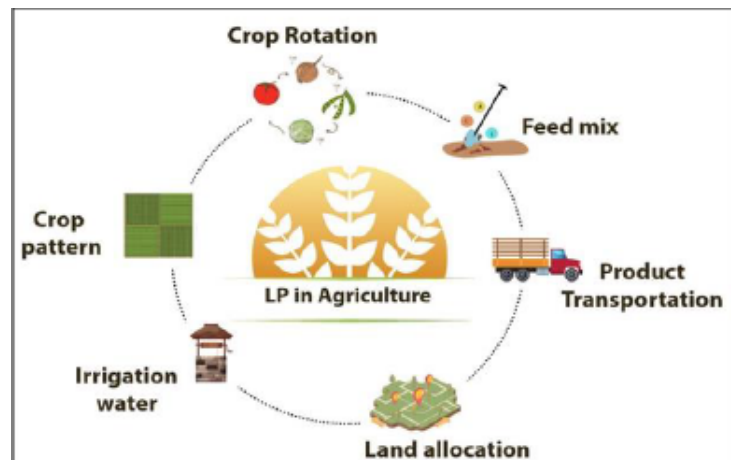 Crop Rotation
Feed mix
Product
Transportation
Land allocation
Irrigation
water
Crop
pattern
LP in Agriculture